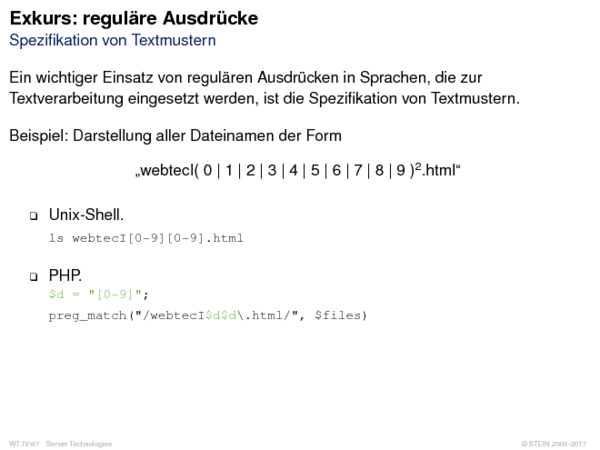 Exkurs: reguläre Ausdrücke
Spezifikation von Textmustern
Ein wichtiger Einsatz von regulären Ausdrücken in Sprachen, die zur
Textverarbeitung eingesetzt werden, ist die Spezifikation von Textmustern.
Beispiel: Darstellung aller Dateinamen der Form
„webtecI( 0 | 1 | 2 | 3 | 4 | 5 | 6 | 7 | 8 | 9 )².html“
❑ Unix-Shell.
ls webtecI[0-9][0-9].html
❑ PHP.
$d = "[0-9]";
preg_match("/webtecI$d$d\.html/", $files)
WT:IV-87 Server Technologies © STEIN 2005-2017